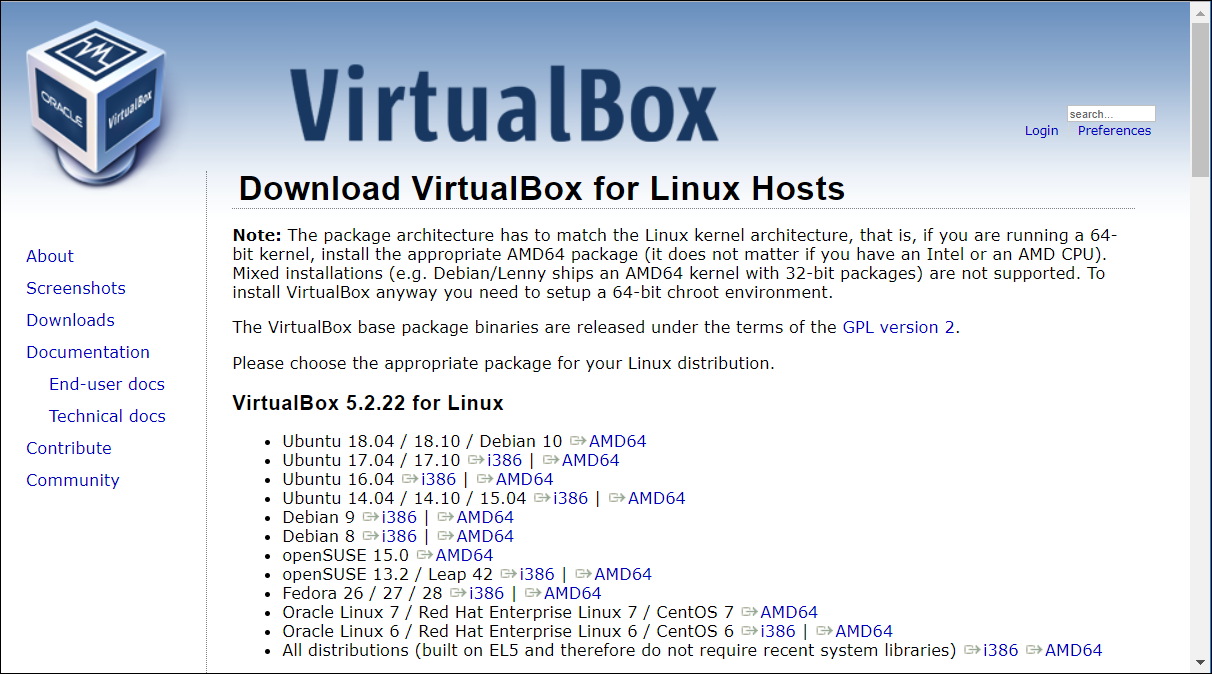 ORACLE
VirtualBox
VirtualBox
search...
Login Preferences
Download VirtualBox for Linux Hosts
About
Screenshots
Downloads
Documentation
End-user docs
Technical docs
Contribute
Community
Note: The package architecture has to match the Linux kernel architecture, that is, if you are running a 64-
bit kernel, install the appropriate AMD64 package (it does not matter if you have an Intel or an AMD CPU).
Mixed installations (e.g. Debian/Lenny ships an AMD64 kernel with 32-bit packages) are not supported. To
install VirtualBox anyway you need to setup a 64-bit chroot environment.
The VirtualBox base package binaries are released under the terms of the GPL version 2.
Please choose the appropriate package for your Linux distribution.
VirtualBox 5.2.22 for Linux
• Ubuntu 18.04 / 18.10 / Debian 10 AMD64
• Ubuntu 17.04 / 17.10 i386 | AMD64
• Ubuntu 16.04 i386 | AMD64
• Ubuntu 14.04 / 14.10 / 15.04 i386 | AMD64
• Debian 9 i386 | AMD64
• Debian 8 i386 | AMD64
• openSUSE 15.0 AMD64
• openSUSE 13.2 / Leap 42 i386 | AMD64
• Fedora 26 / 27 / 28 i386 | AMD64
• Oracle Linux 7 / Red Hat Enterprise Linux 7 / CentOS 7 AMD64
• Oracle Linux 6 / Red Hat Enterprise Linux 6 / CentOS 6 i386 | AMD64
• All distributions (built on EL5 and therefore do not require recent system libraries) i386 AMD64